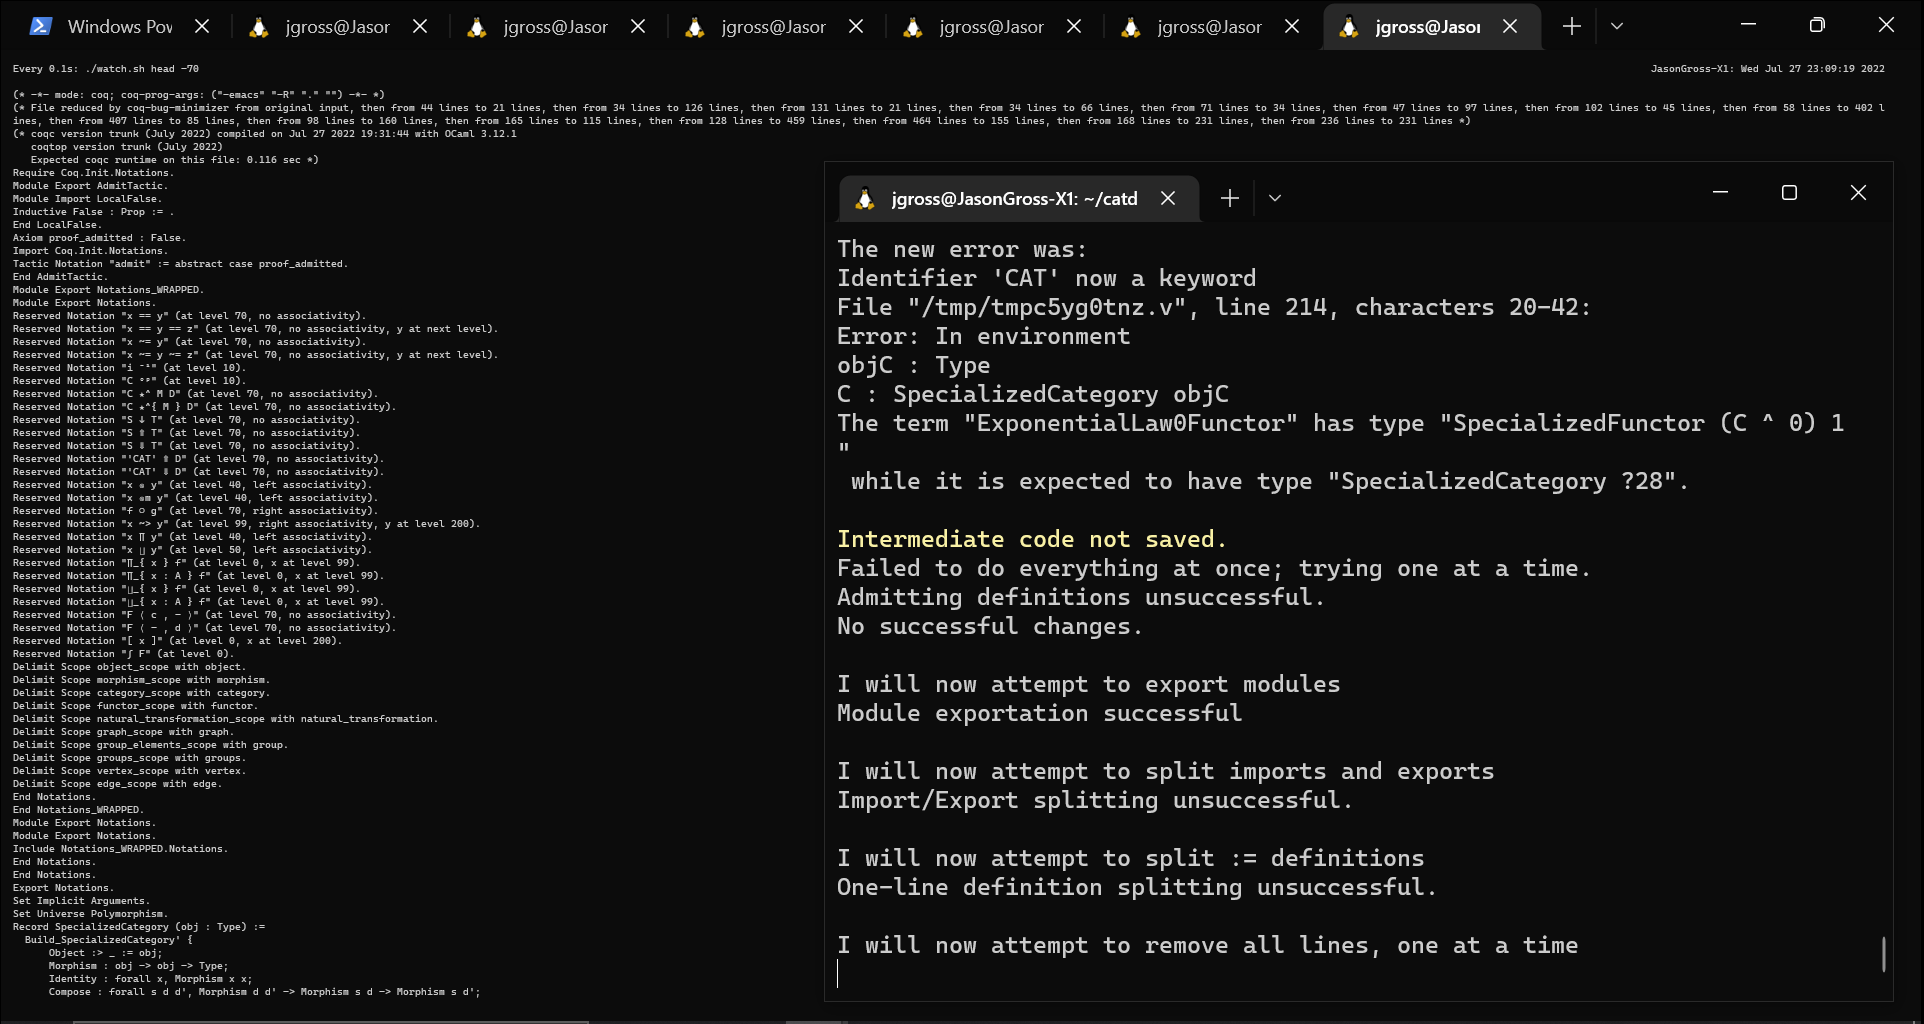 Windows Pow
jgross@Jasor
jgross@Jasor
jgross@Jasor
jgross@Jasor
jgross@Jasor
jgross@Jasor
Every 0.1s: ./watch.sh head -70
JasonGross-X1: Wed Jul 27 23:09:19 2022
(* -*- mode: coq; coq-prog-args: ("-emacs" "-R" "." "") -*- *)
(* File reduced by coq-bug-minimizer from original input, then from 44 lines to 21 lines, then from 34 lines to 126 lines, then from 131 lines to 21 lines, then from 34 lines to 66 lines, then from 71 lines to 34 lines, then from 47 lines to 97 lines, then from 102 lines to 45 lines, then from 58 lines to 402 l
ines, then from 407 lines to 85 lines, then from 98 lines to 160 lines, then from 165 lines to 115 lines, then from 128 lines to 459 lines, then from 464 lines to 155 lines, then from 168 lines to 231 lines, then from 236 lines to 231 lines *)
(* coqc version trunk (July 2022) compiled on Jul 27 2022 19:31:44 with OCaml 3.12.1
coqtop version trunk (July 2022)
Expected coqc runtime on this file: 0.116 sec *)
Require Coq.Init.Notations.
Module Export AdmitTactic.
Module Import LocalFalse.
Inductive False : Prop := .
End LocalFalse.
Axiom proof_admitted : False.
Import Coq.Init.Notations.
Tactic Notation "admit" := abstract case proof_admitted.
End AdmitTactic.
Module Export Notations_WRAPPED.
Module Export Notations.
Reserved Notation "x == y" (at level 70, no associativity).
Reserved Notation "x == y == z" (at level 70, no associativity, y at next level).
Reserved Notation "x ~= y" (at level 70, no associativity).
Reserved Notation "x ~= y ~= z" (at level 70, no associativity, y at next level).
Reserved Notation "i ⁻¹" (at level 10).
Reserved Notation "C ᵒᵖ" (at level 10).
Reserved Notation "C ★^ M D" (at level 70, no associativity).
Reserved Notation "C ★^{ M } D" (at level 70, no associativity).
Reserved Notation "S ↓ T" (at level 70, no associativity).
Reserved Notation "S ⇑ T" (at level 70, no associativity).
Reserved Notation "S ⇓ T" (at level 70, no associativity).
Reserved Notation "'CAT' ⇑ D" (at level 70, no associativity).
Reserved Notation "'CAT' ⇓ D" (at level 70, no associativity).
Reserved Notation "x ⊗ y" (at level 40, left associativity).
Reserved Notation "x ⊗m y" (at level 40, left associativity).
Reserved Notation "f ○ g" (at level 70, right associativity).
Reserved Notation "x ~> y" (at level 99, right associativity, y at level 200).
Reserved Notation "x ∏ y" (at level 40, left associativity).
Reserved Notation "x ∐ y" (at level 50, left associativity).
Reserved Notation "∏_{ x } f" (at level 0, x at level 99).
Reserved Notation "∏_{ x : A } f" (at level 0, x at level 99).
Reserved Notation "∐_{ x } f" (at level 0, x at level 99).
Reserved Notation "∐_{ x : A } f" (at level 0, x at level 99).
Reserved Notation "F ⟨ c , - ⟩" (at level 70, no associativity).
Reserved Notation "F ⟨ - , d ⟩" (at level 70, no associativity).
Reserved Notation "[ x ]" (at level 0, x at level 200).
Reserved Notation "∫ F" (at level 0).
Delimit Scope object_scope with object.
Delimit Scope morphism_scope with morphism.
Delimit Scope category_scope with category.
Delimit Scope functor_scope with functor.
Delimit Scope natural_transformation_scope with natural_transformation.
Delimit Scope graph_scope with graph.
Delimit Scope group_elements_scope with group.
Delimit Scope groups_scope with groups.
Delimit Scope vertex_scope with vertex.
Delimit Scope edge_scope with edge.
End Notations.
End Notations_WRAPPED.
Module Export Notations.
Module Export Notations.
Include Notations_WRAPPED.Notations.
End Notations.
End Notations.
Export Notations.
Set Implicit Arguments.
Set Universe Polymorphism.
Record SpecializedCategory (obj : Type) :=
Build_SpecializedCategory' {
Object :> _ := obj;
Morphism : obj -> obj -> Type;
Identity : forall x, Morphism x x;
Compose : forall s d d', Morphism d d' -> Morphism s d -> Morphism s d';
jgross@JasonGross-X1: ~/catd
The new error was:
Identifier 'CAT' now a keyword
File "/tmp/tmpc5yg0tnz.v", line 214, characters 20-42:
Error: In environment
objC : Type
C : SpecializedCategory objC
The term "ExponentialLaw0Functor" has type "SpecializedFunctor (C ^ 0) 1
"
while it is expected to have type "SpecializedCategory ?28".
Intermediate code not saved.
Failed to do everything at once; trying one at a time.
Admitting definitions unsuccessful.
No successful changes.
I will now attempt to export modules
Module exportation successful
I will now attempt to split imports and exports
Import/Export splitting unsuccessful.
I will now attempt to split := definitions
One-line definition splitting unsuccessful.
I will now attempt to remove all lines, one at a time